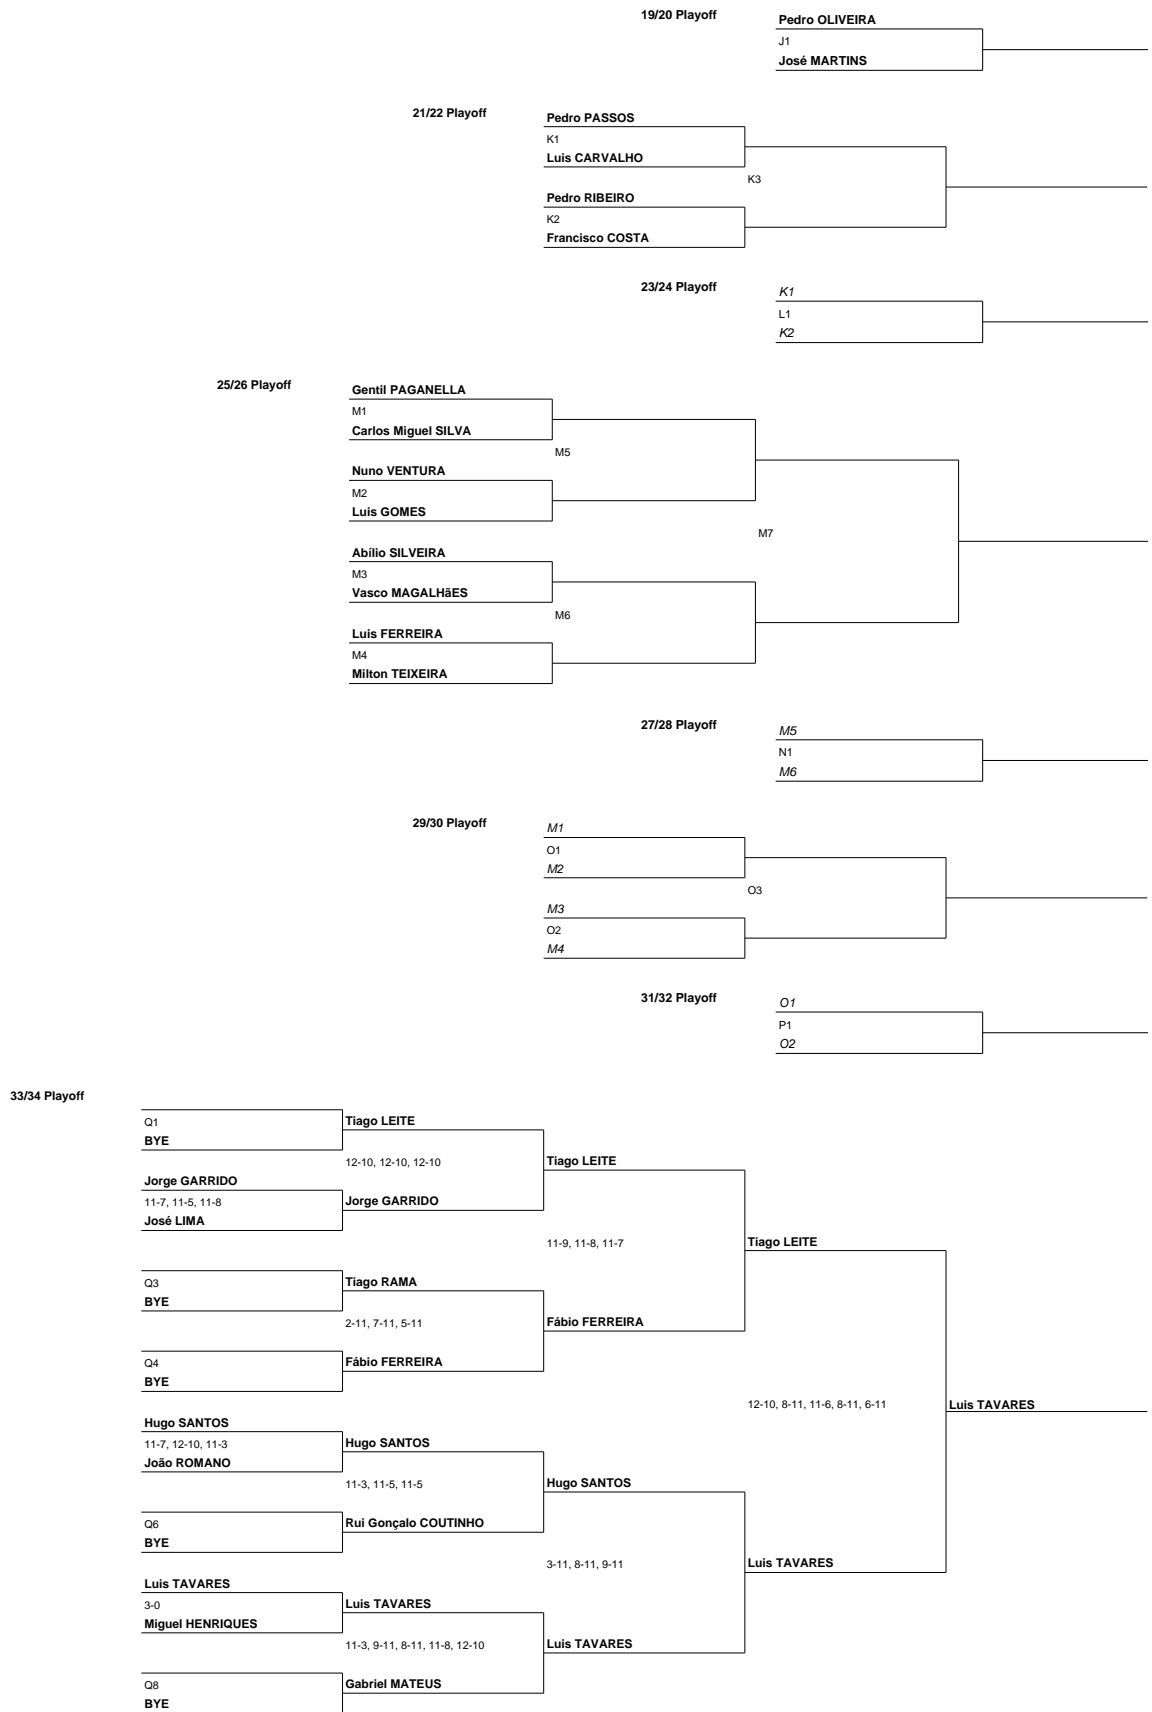 19/20 Playoff
Pedro OLIVEIRA
J1
José MARTINS
21/22 Playoff
Pedro PASSOS
K1
Luis CARVALHO
K3
Pedro RIBEIRO
K2
Francisco COSTA
23/24 Playoff
K1
L1
K2
25/26 Playoff
Gentil PAGANELLA
M1
Carlos Miguel SILVA
M5
Nuno VENTURA
M2
Luis GOMES
M7
Abílio SILVEIRA
M3
Vasco MAGALHãES
M6
Luis FERREIRA
M4
Milton TEIXEIRA
27/28 Playoff
M5
N1
M6
29/30 Playoff
M1
O1
M2
O3
M3
O2
M4
31/32 Playoff
O1
P1
O2
33/34 Playoff
Q1
Tiago LEITE
BYE
12-10, 12-10, 12-10
Tiago LEITE
Jorge GARRIDO
11-7, 11-5, 11-8
Jorge GARRIDO
José LIMA
11-9, 11-8, 11-7
Tiago LEITE
Q3
Tiago RAMA
BYE
2-11, 7-11, 5-11
Fábio FERREIRA
Q4
Fábio FERREIRA
BYE
12-10, 8-11, 11-6, 8-11, 6-11
Luis TAVARES
Hugo SANTOS
11-7, 12-10, 11-3
Hugo SANTOS
João ROMANO
11-3, 11-5, 11-5
Hugo SANTOS
Q6
Rui Gonçalo COUTINHO
BYE
3-11, 8-11, 9-11
Luis TAVARES
Luis TAVARES
3-0
Luis TAVARES
Miguel HENRIQUES
11-3, 9-11, 8-11, 11-8, 12-10
Luis TAVARES
Q8
Gabriel MATEUS
BYE